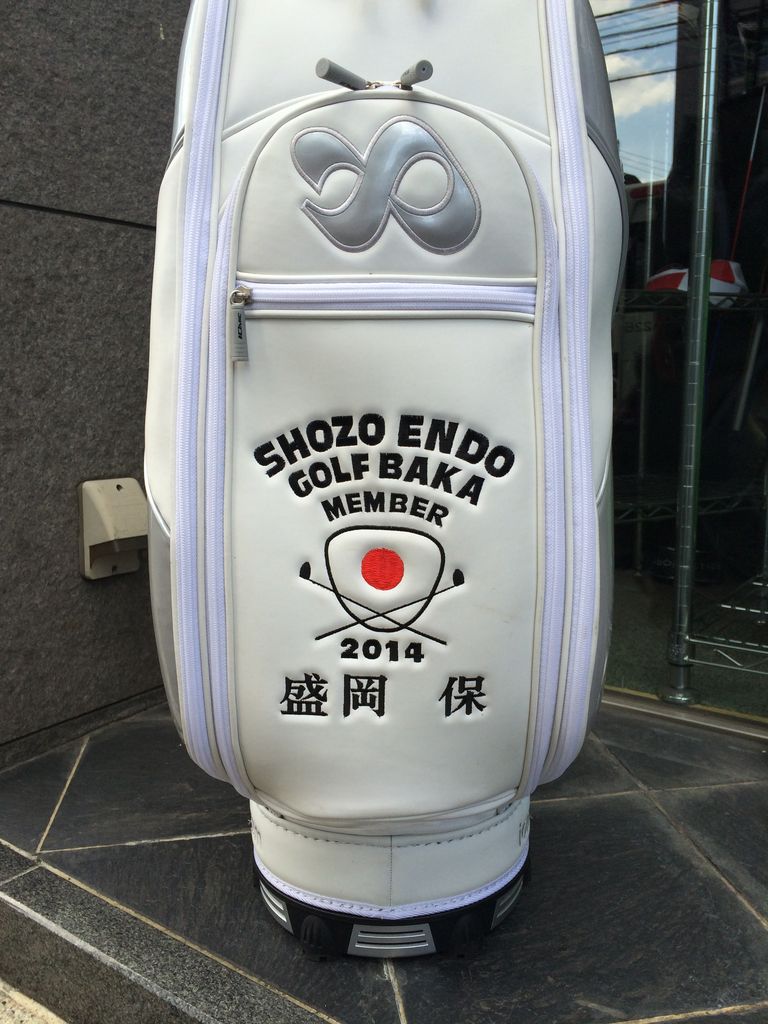 SHOZO ENDO
GOLF BAKA
MEMBER
2014
盛岡 保